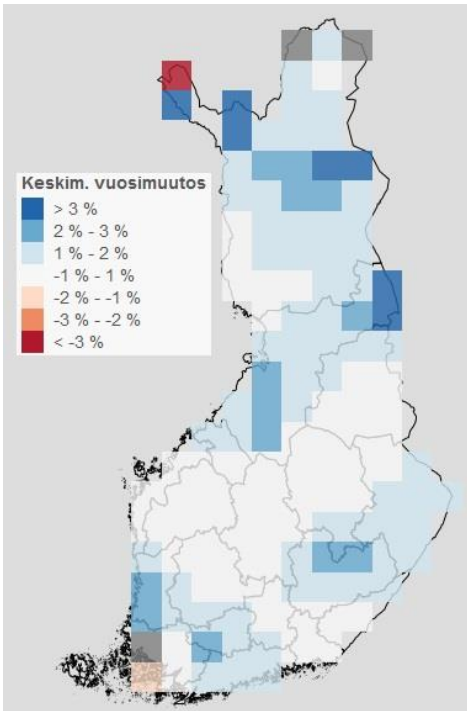 Keskim. vuosimuutos
> 3 %
2 % - 3 %
1 % - 2 %
-1 % - 1 %
-2 % - -1 %
-3 % - -2 %
< -3 %